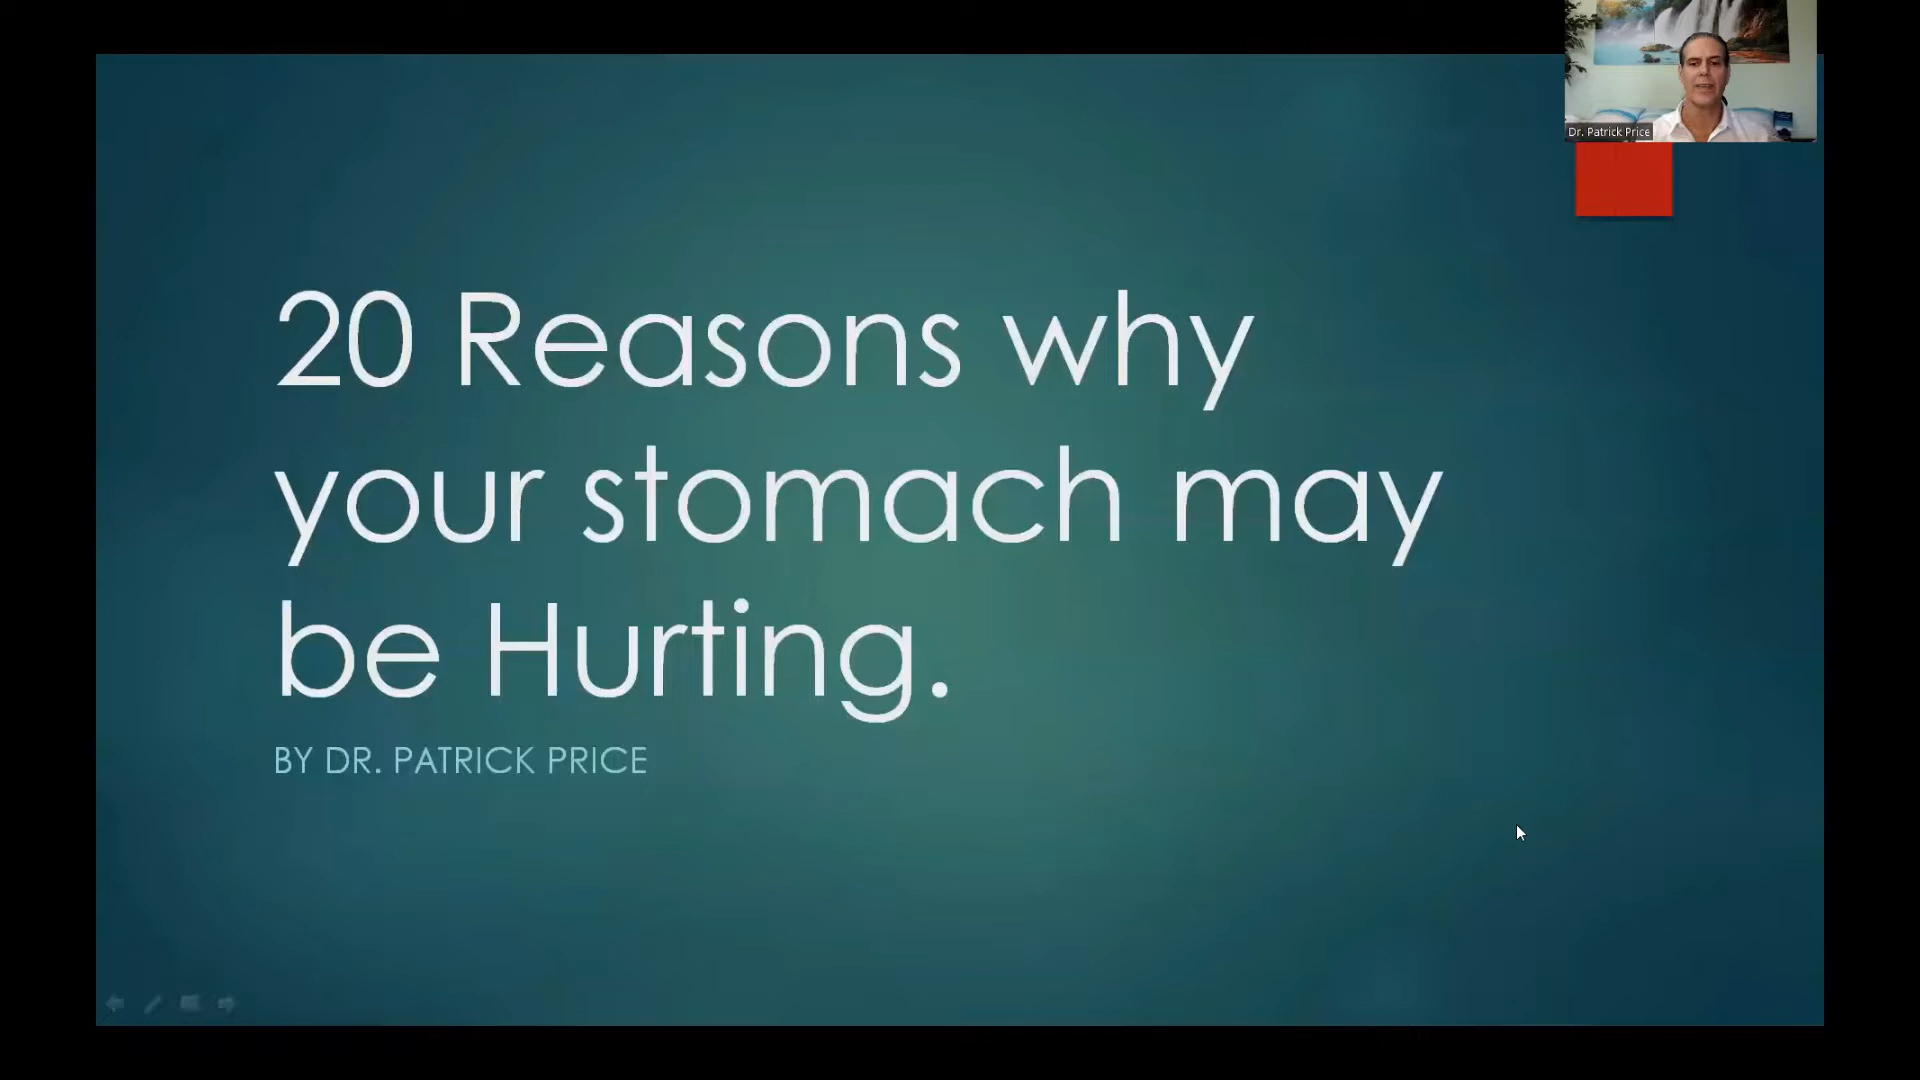 Dr. Patrick Price
20 Reasons why
your stomach may
be Hurting.
BY DR. PATRICK PRICE